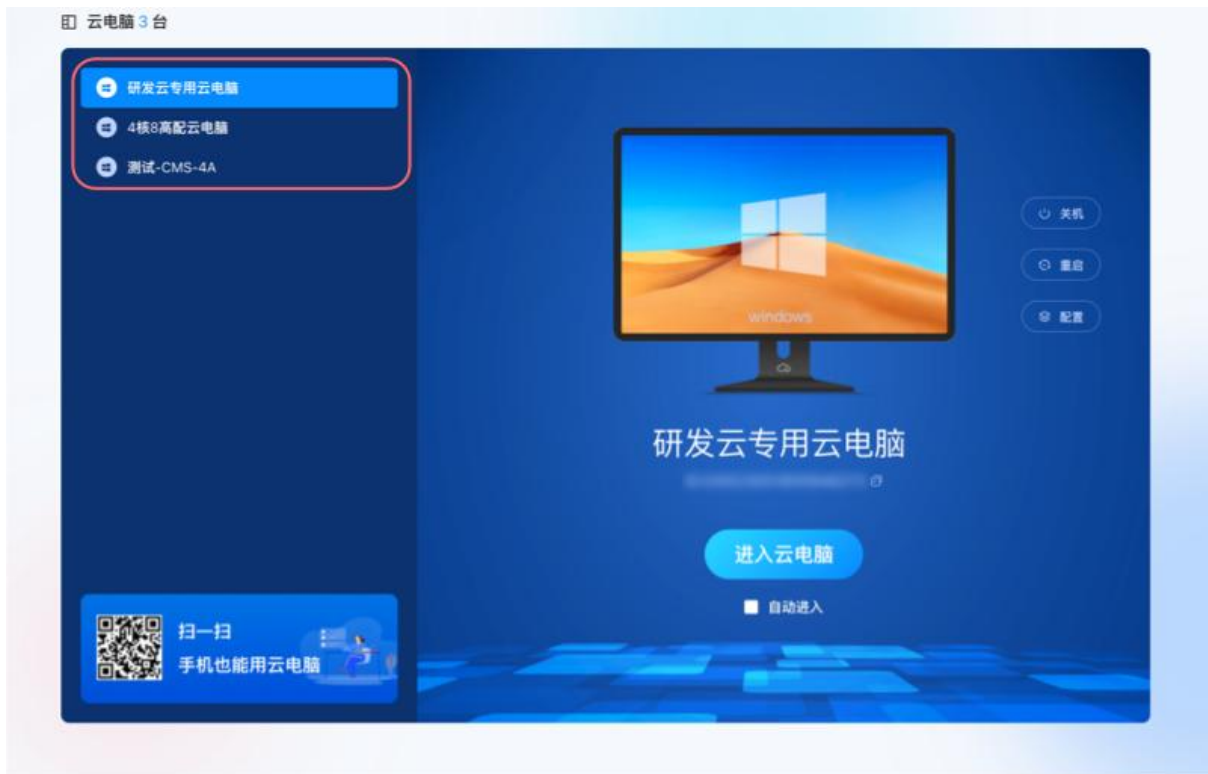 云电脑 3 台
研发云专用云电脑
4核8高配云电脑
测试-CMS-4A
windows
关机
重启
配置
研发云专用云电脑
进入云电脑
自动进入
扫一扫
手机也能用云电脑